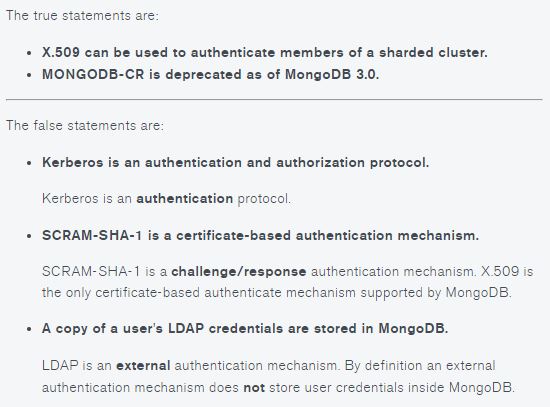 The true statements are:
X.509 can be used to authenticate members of a sharded cluster.
MONGODB-CR is deprecated as of MongoDB 3.0.
The false statements are:
Kerberos is an authentication and authorization protocol.
Kerberos is an authentication protocol.
SCRAM-SHA-1 is a certificate-based authentication mechanism.
SCRAM-SHA-1 is a challenge/response authentication mechanism. X.509 is
the only certificate-based authenticate mechanism supported by MongoDB.
A copy of a user's LDAP credentials are stored in MongoDB.
LDAP is an external authentication mechanism. By definition an external
authentication mechanism does not store user credentials inside MongoDB.